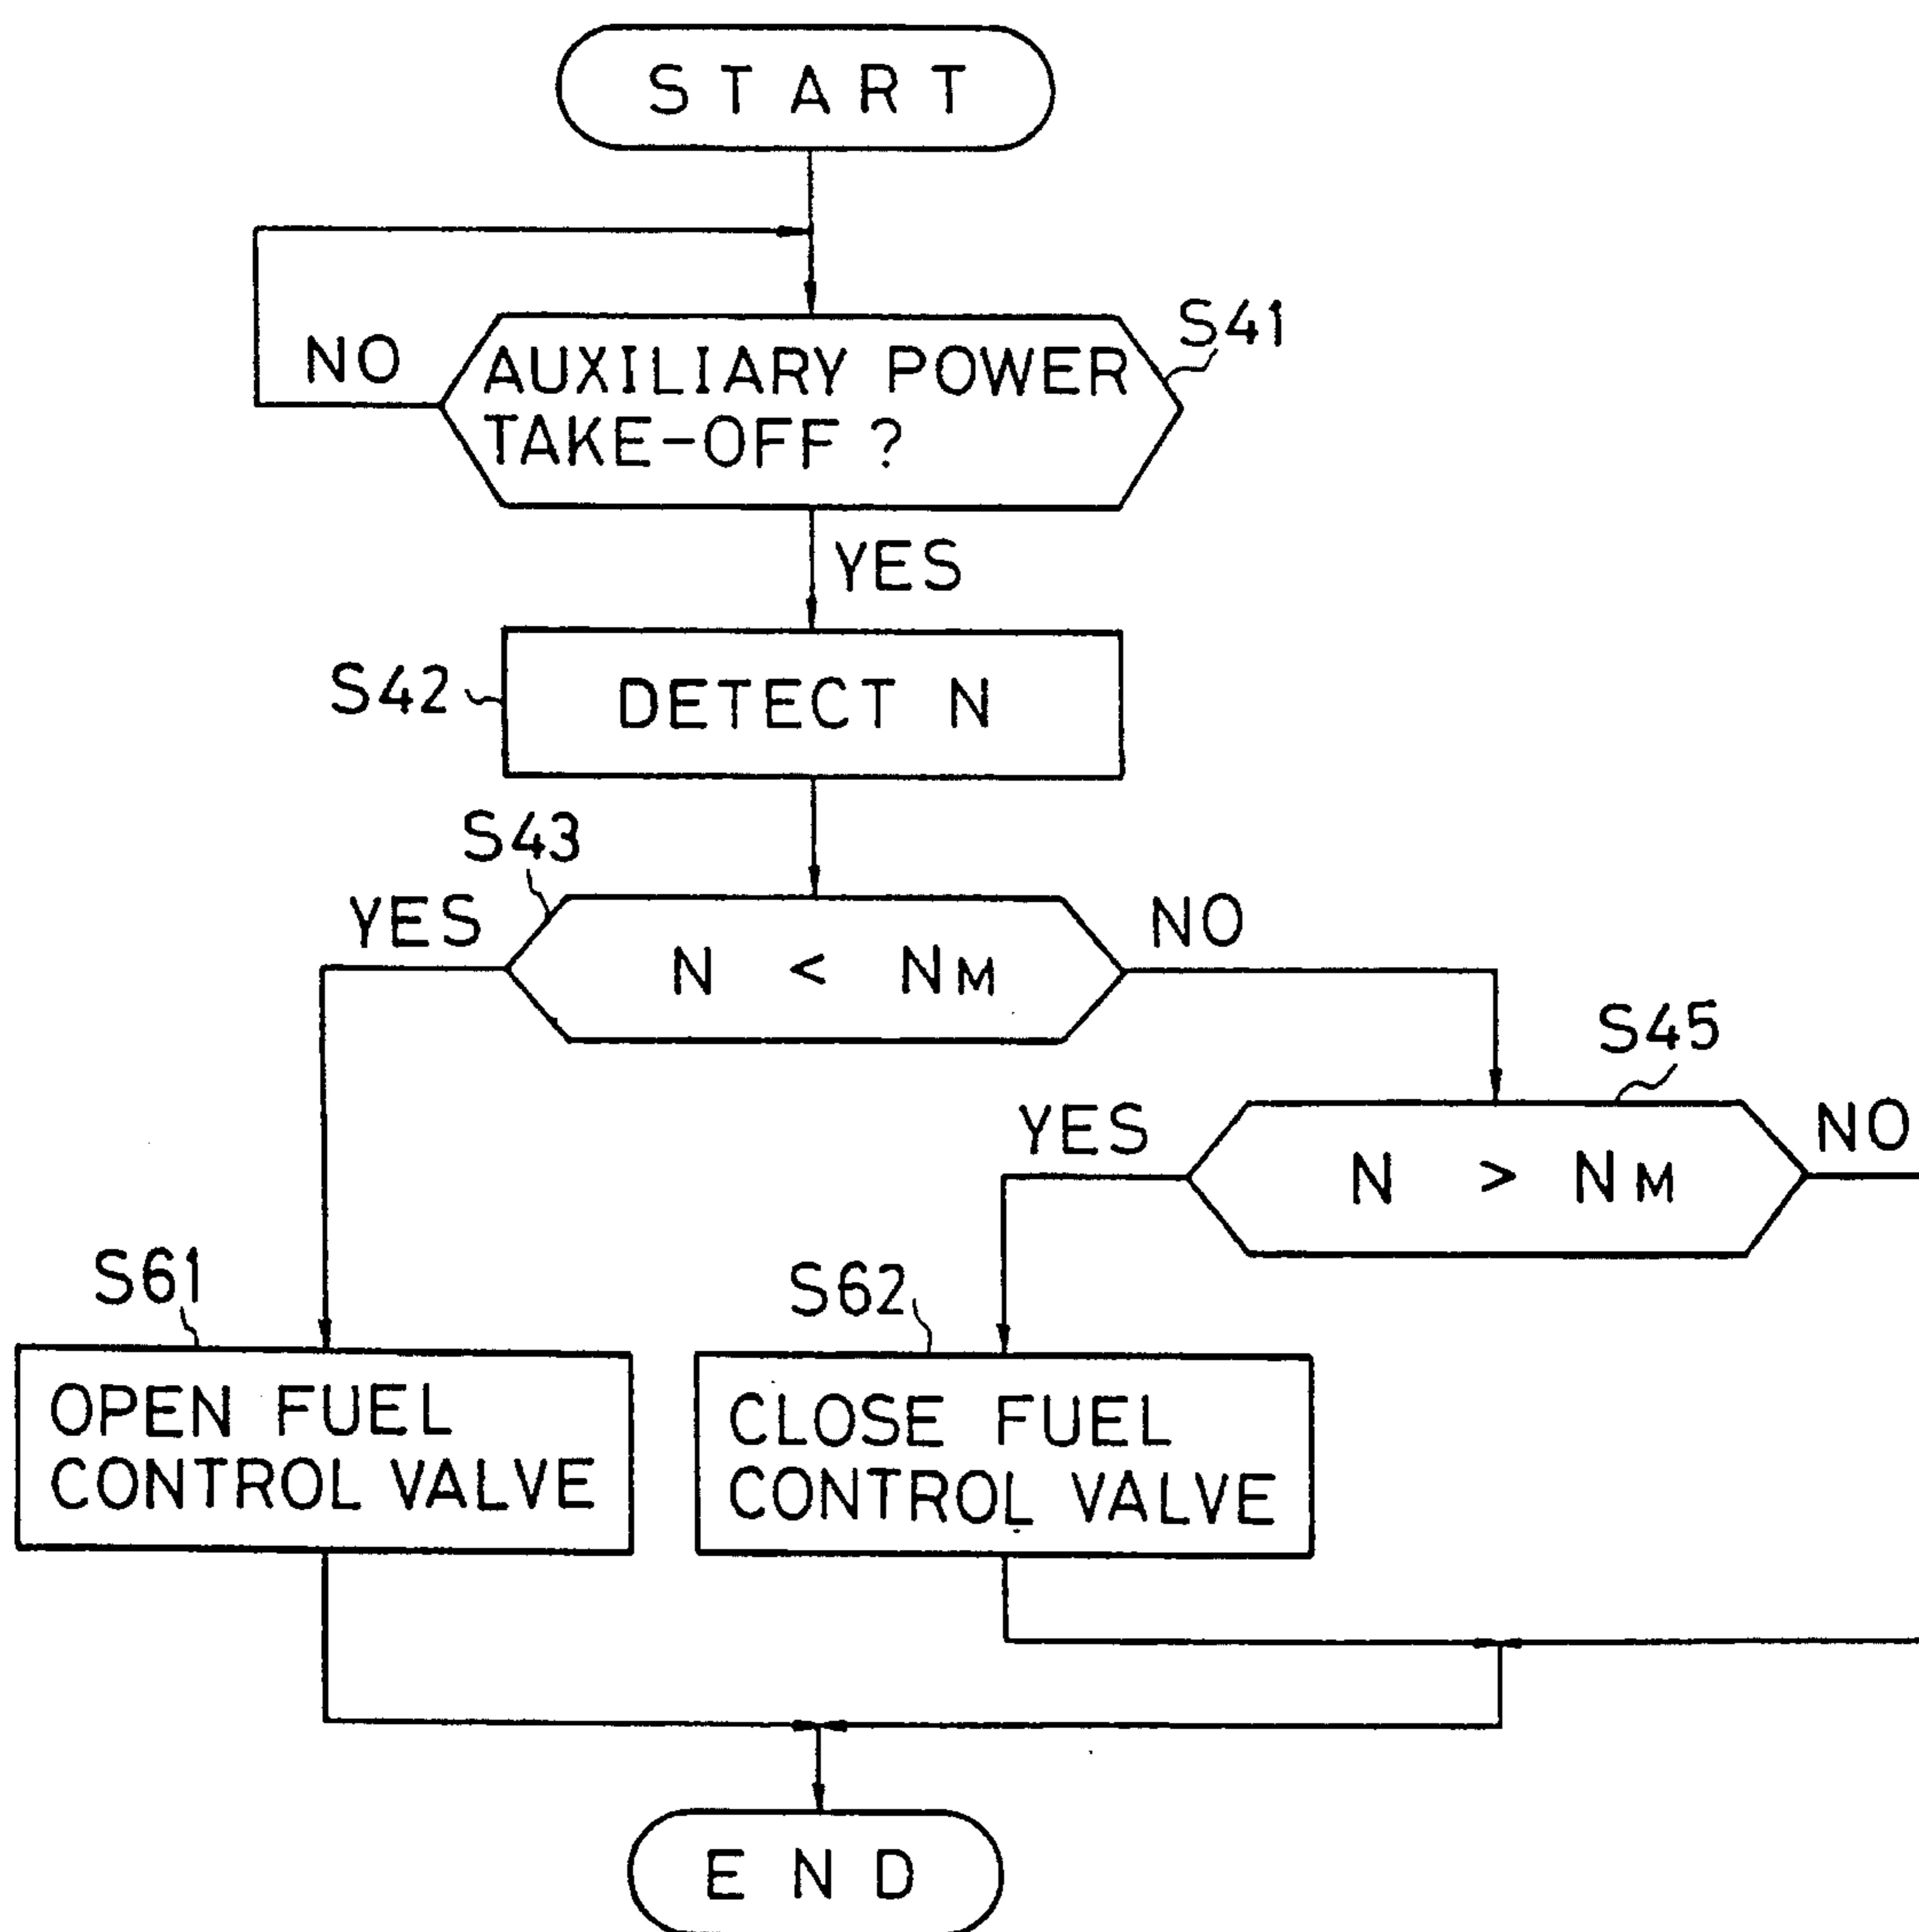 START
NO
AUXILIARY POWER
TAKE-OFF ?
S41
YES
S42
DETECT N
S43
YES
N < NM
NO
S45
YES
N > NM
NO
S61
OPEN FUEL
CONTROL VALVE
S62
CLOSE FUEL
CONTROL VALVE
END